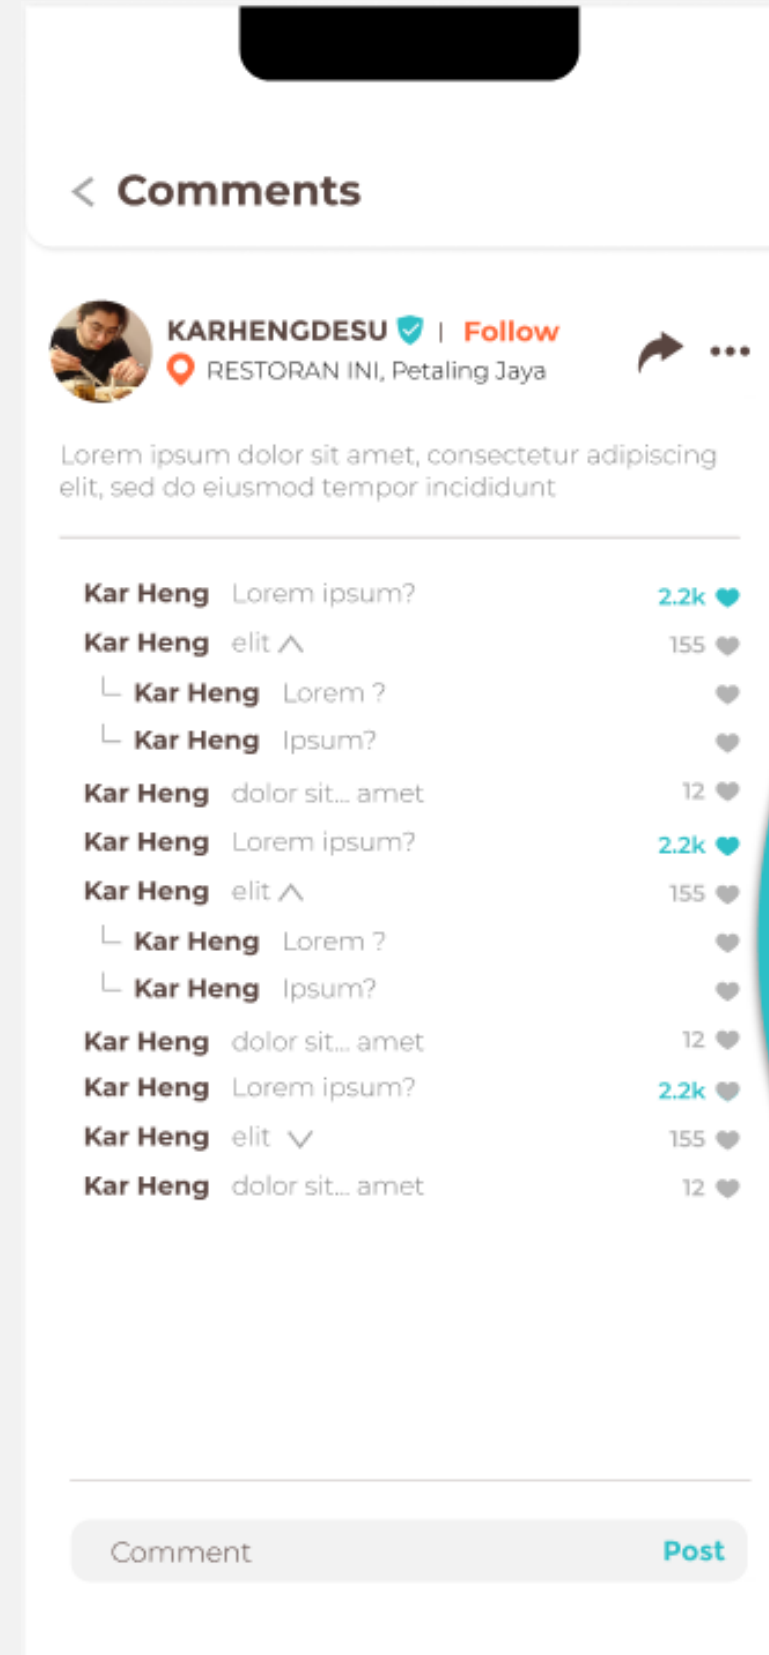 Comments
KARHENGDESU | Follow
RESTORAN INI, Petaling Jaya
Lorem ipsum dolor sit amet, consectetur adipiscing
elit, sed do eiusmod tempor incididunt
Kar Heng Lorem ipsum? 2.2k
Kar Heng elit 155
Kar Heng Lorem ?
Kar Heng Ipsum?
Kar Heng dolor sit... amet 12
Kar Heng Lorem ipsum? 2.2k
Kar Heng elit 155
Kar Heng Lorem ?
Kar Heng Ipsum?
Kar Heng dolor sit... amet 12
Kar Heng Lorem ipsum? 2.2k
Kar Heng elit 155
Kar Heng dolor sit... amet 12
Comment Post